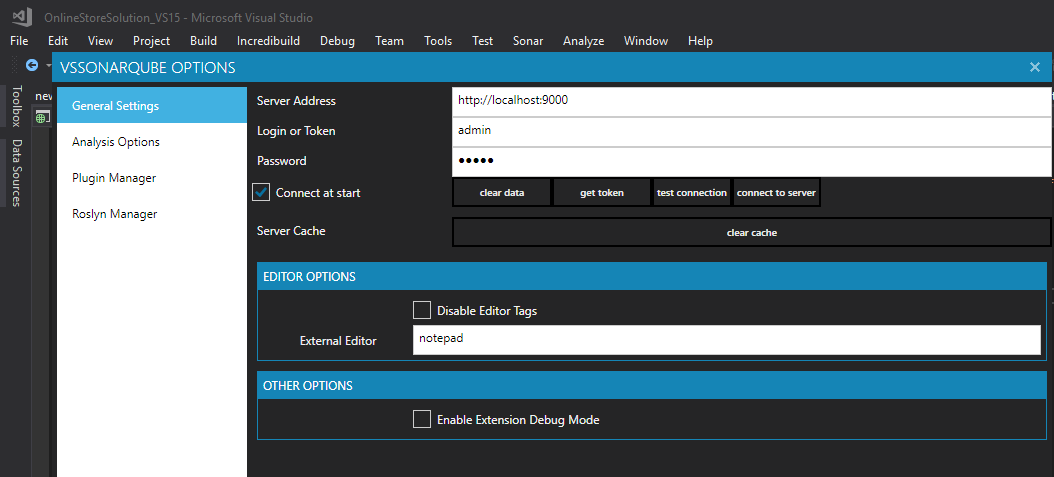 OnlineStoreSolution_VS15 - Microsoft Visual Studio
File Edit View Project Build Incredibuild Debug Team Tools Test Sonar Analyze Window Help
VSSONARQUBE OPTIONS
Toolbox
Data Sources
new
General Settings
Analysis Options
Plugin Manager
Roslyn Manager
Server Address http://localhost:9000
Login or Token admin
Password •••••
Connect at start clear data get token test connection connect to server
Server Cache clear cache
EDITOR OPTIONS
Disable Editor Tags
External Editor notepad
OTHER OPTIONS
Enable Extension Debug Mode